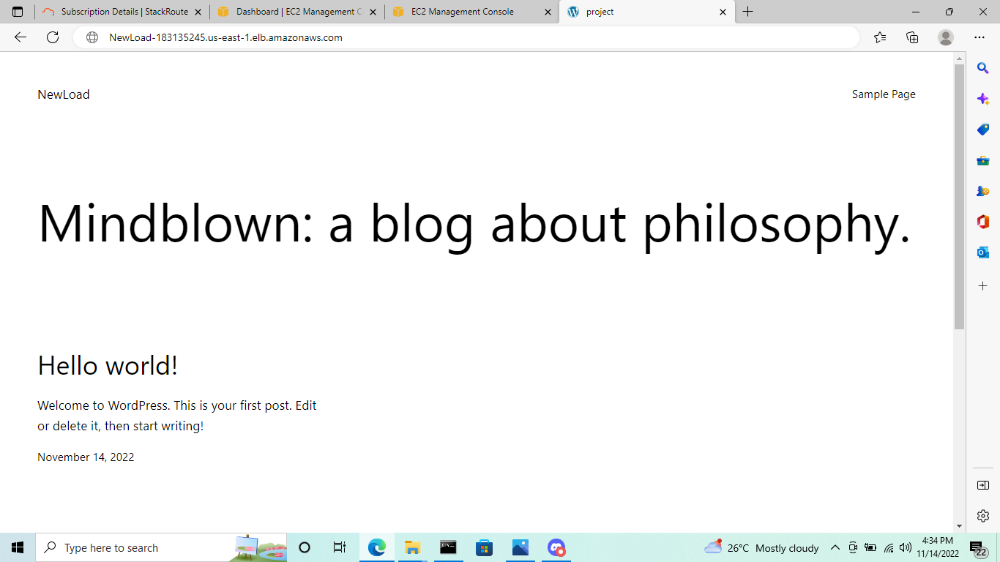 Subscription Details | StackRoute
Dashboard | EC2 Management C
EC2 Management Console
project
NewLoad-183135245.us-east-1.elb.amazonaws.com
NewLoad
Sample Page
Mindblown: a blog about philosophy.
Hello world!
Welcome to WordPress. This is your first post. Edit
or delete it, then start writing!
November 14, 2022
Type here to search
26°C Mostly cloudy
4:34 PM
11/14/2022
22